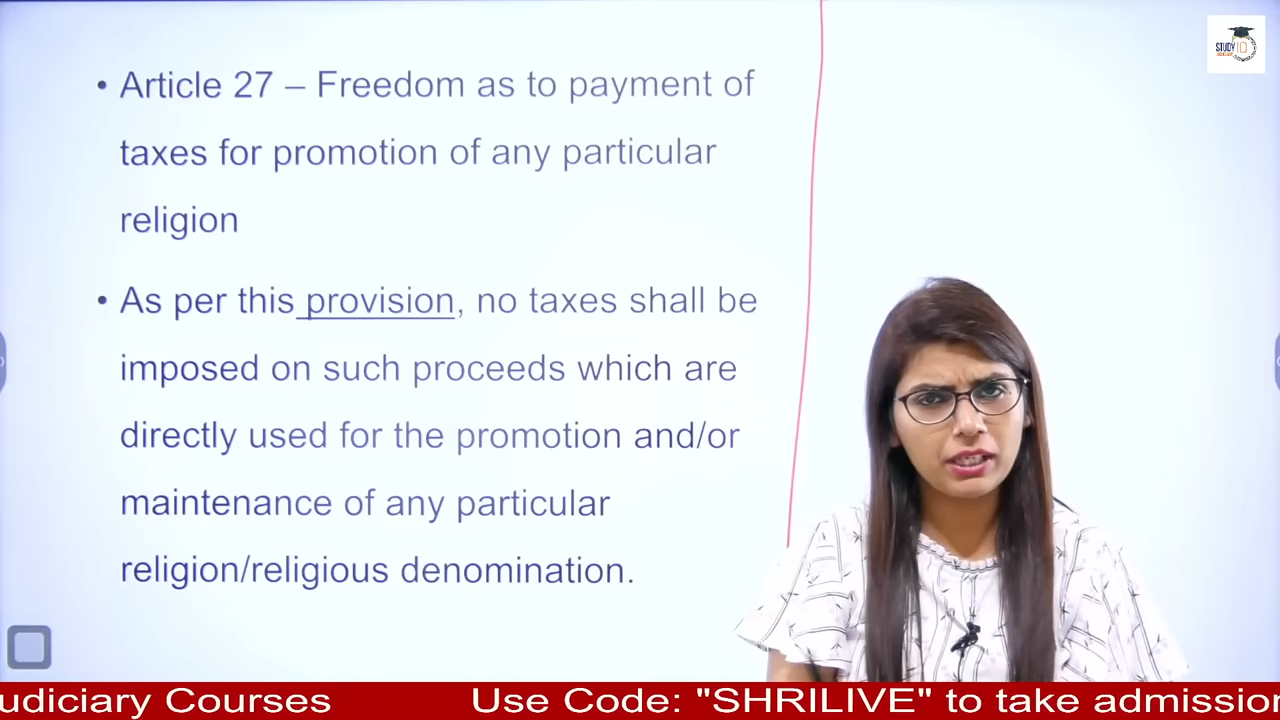 • Article 27 – Freedom as to payment of
taxes for promotion of any particular
religion
• As per this provision, no taxes shall be
imposed on such proceeds which are
directly used for the promotion and/or
maintenance of any particular
religion/religious denomination.
STUDY IQ
udiciary Courses Use Code: "SHRILIVE" to take admission